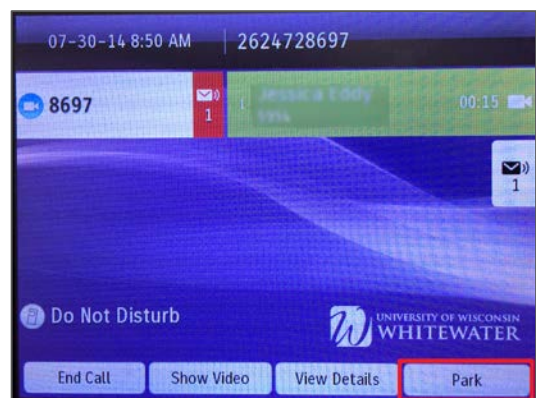 07-30-14 8:50 AM
2624728697
8697
1
00:15
1
Do Not Disturb
UNIVERSITY OF WISCONSIN
WHITEWATER
End Call
Show Video
View Details
Park